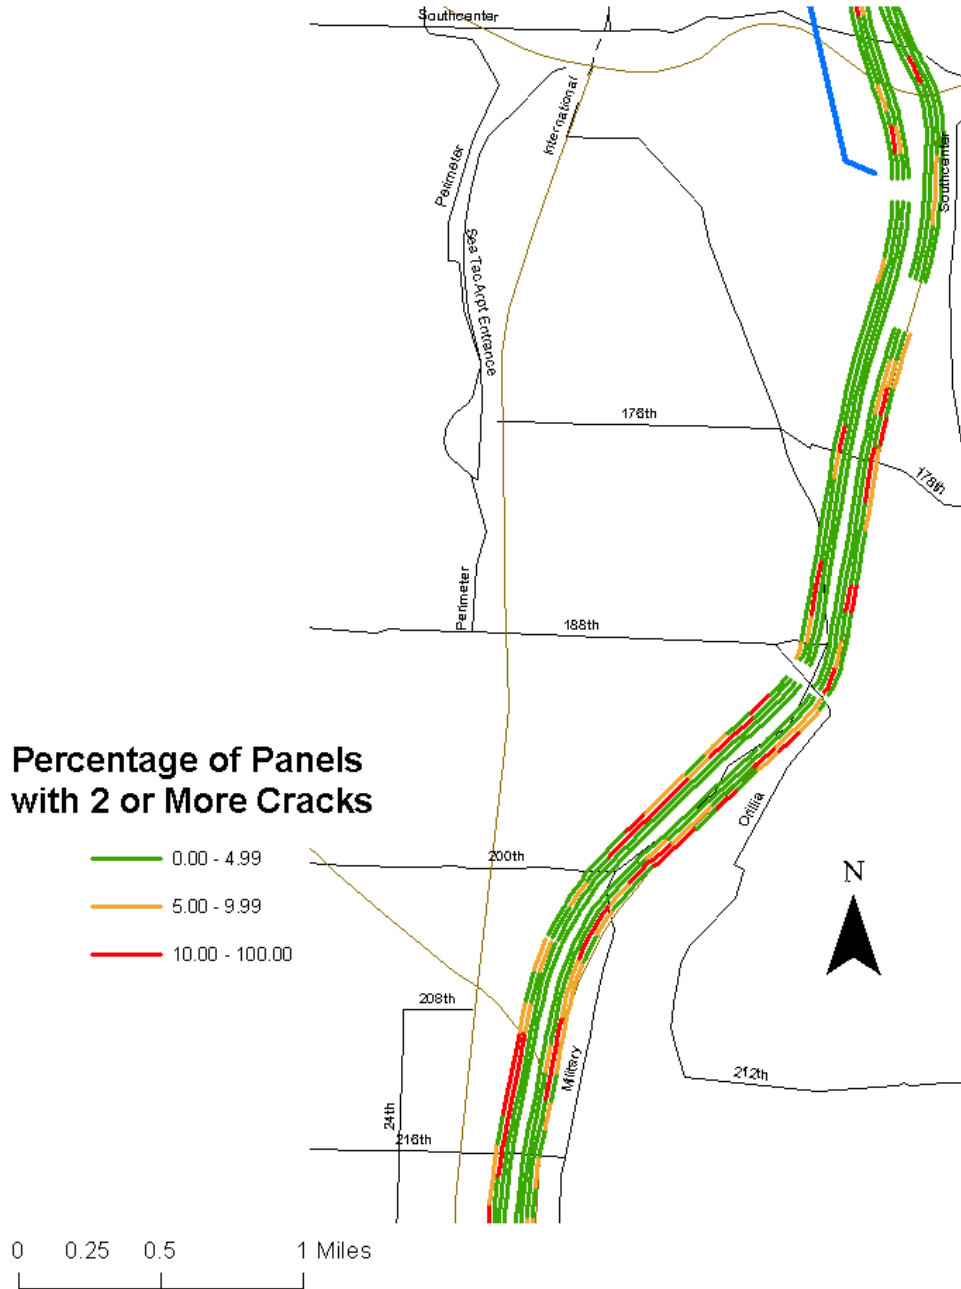 Southcenter
International
Perimeter
Southcenter
Sea Tac Arpt Entrance
176th
178th
Perimeter
188th
Percentage of Panels
with 2 or More Cracks
Orillia
0.00 - 4.99
200th
N
5.00 - 9.99
10.00 - 100.00
208th
Military
212th
24th
216th
0 0.25 0.5 1 Miles